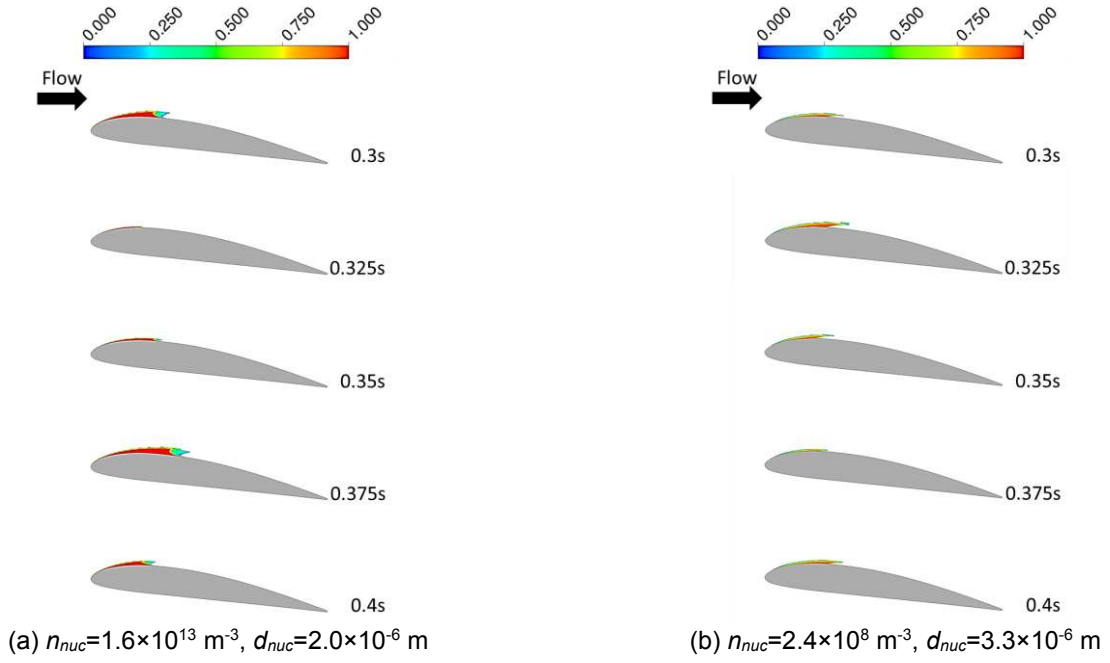 0.000 0.250 0.500 0.750 1.000
Flow
0.3s
0.325s
0.35s
0.375s
0.4s
(a) nnuc=1.6×10¹³ m⁻³, dnuc=2.0×10⁻⁶ m
0.000 0.250 0.500 0.750 1.000
Flow
0.3s
0.325s
0.35s
0.375s
0.4s
(b) nnuc=2.4×10⁸ m⁻³, dnuc=3.3×10⁻⁶ m